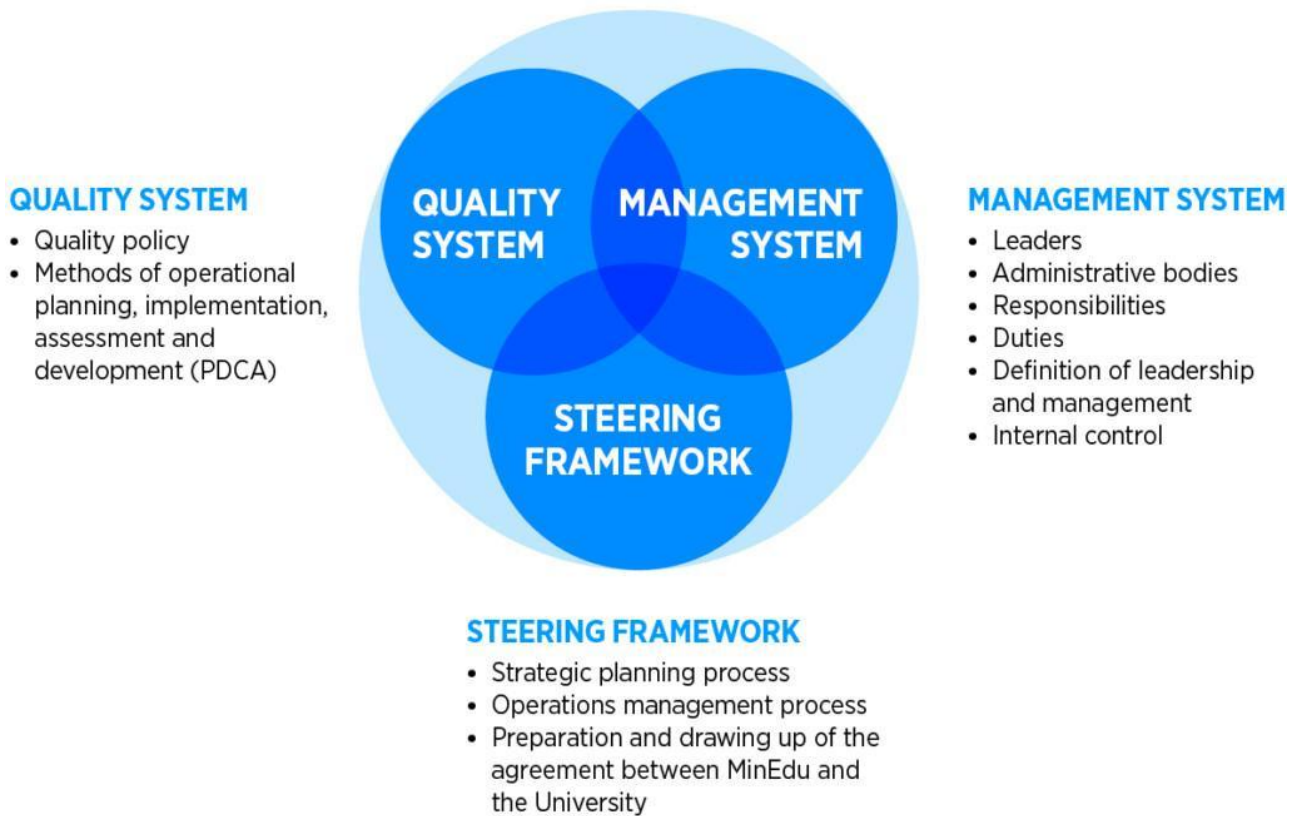 QUALITY
SYSTEM
MANAGEMENT
SYSTEM
STEERING
FRAMEWORK
QUALITY SYSTEM
• Quality policy
• Methods of operational
planning, implementation,
assessment and
development (PDCA)
MANAGEMENT SYSTEM
• Leaders
• Administrative bodies
• Responsibilities
• Duties
• Definition of leadership
and management
• Internal control
STEERING FRAMEWORK
• Strategic planning process
• Operations management process
• Preparation and drawing up of the
agreement between MinEdu and
the University